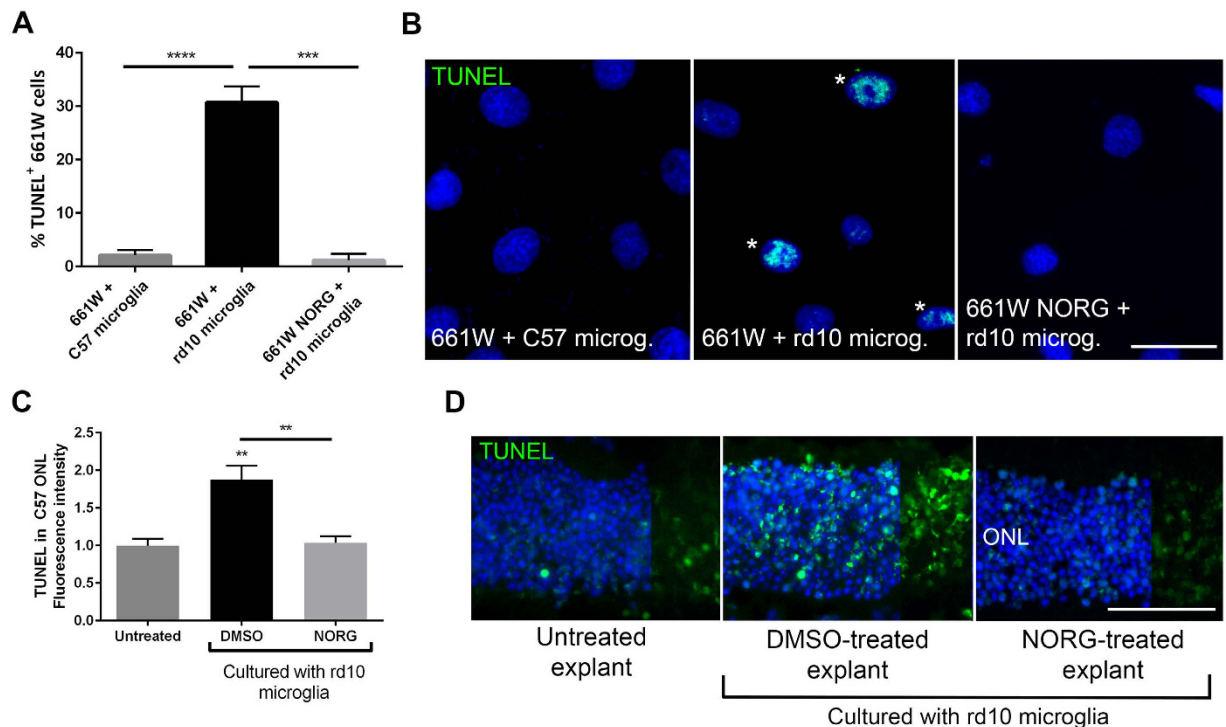 A
40
30
20
10
0
% TUNEL+ 661W cells
****
***
661W +
C57 microglia
661W +
rd10 microglia
661W NORG +
rd10 microglia
B
TUNEL
*
*
*
661W + C57 microg.
661W + rd10 microg.
661W NORG +
rd10 microg.
C
2.5
2.0
1.5
1.0
0.5
0.0
TUNEL in C57 ONL
Fluorescence intensity
**
**
Untreated
DMSO
NORG
Cultured with rd10
microglia
D
TUNEL
ONL
Untreated
explant
DMSO-treated
explant
NORG-treated
explant
Cultured with rd10 microglia